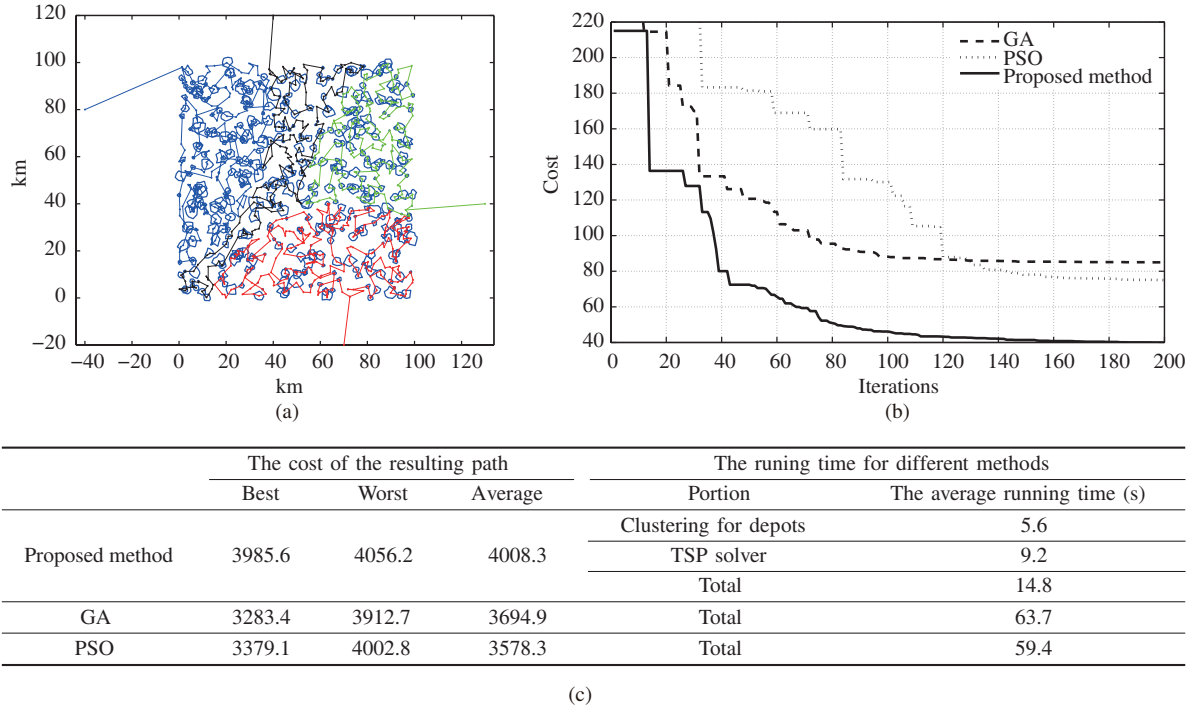 120
100
80
60
40
20
0
−20
km
−40 −20 0 20 40 60 80 100 120
km
(a)
220
200
180
160
140
120
100
80
60
40
Cost
GA
PSO
Proposed method
0 20 40 60 80 100 120 140 160 180 200
Iterations
(b)
The cost of the resulting path The runing time for different methods
Best Worst Average Portion The average running time (s)
Clustering for depots 5.6
Proposed method 3985.6 4056.2 4008.3 TSP solver 9.2
Total 14.8
GA 3283.4 3912.7 3694.9 Total 63.7
PSO 3379.1 4002.8 3578.3 Total 59.4
(c)